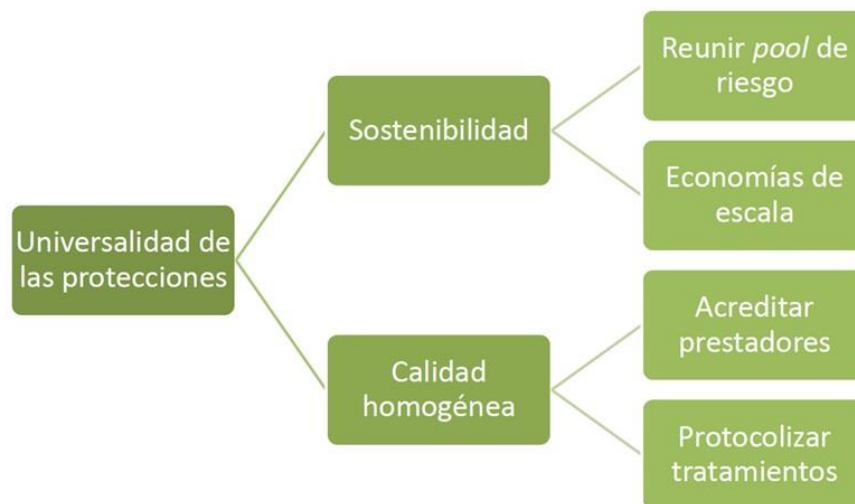 Universalidad de
las protecciones
Sostenibilidad
Reunir pool de
riesgo
Economías de
escala
Calidad
homogénea
Acreditar
prestadores
Protocolizar
tratamientos